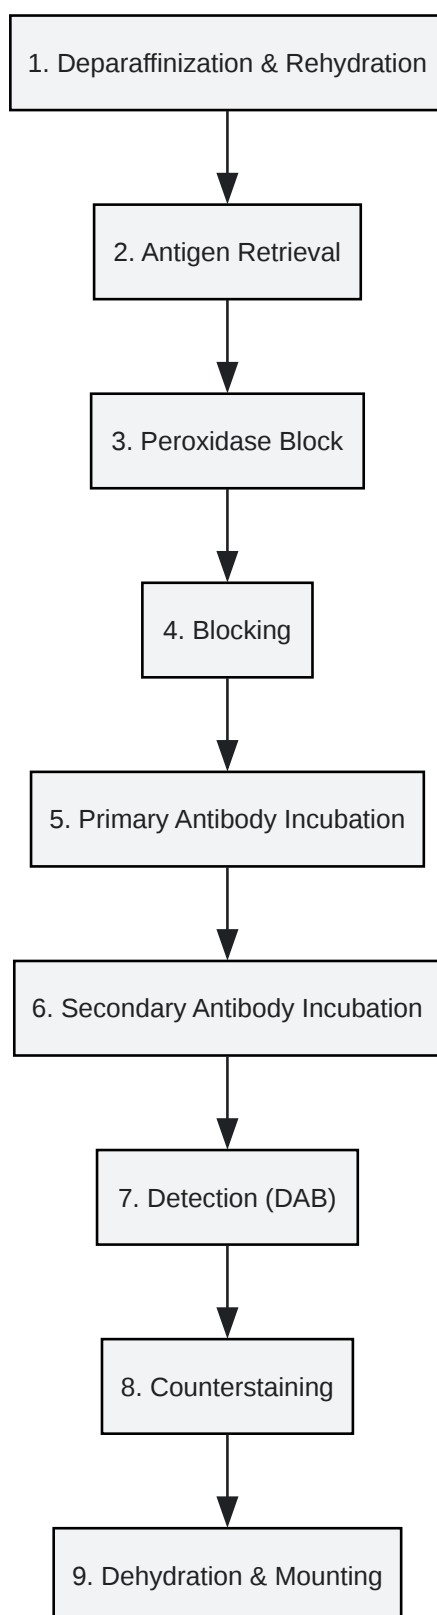 1. Deparaffinization & Rehydration
2. Antigen Retrieval
3. Peroxidase Block
4. Blocking
5. Primary Antibody Incubation
6. Secondary Antibody Incubation
7. Detection (DAB)
8. Counterstaining
9. Dehydration & Mounting